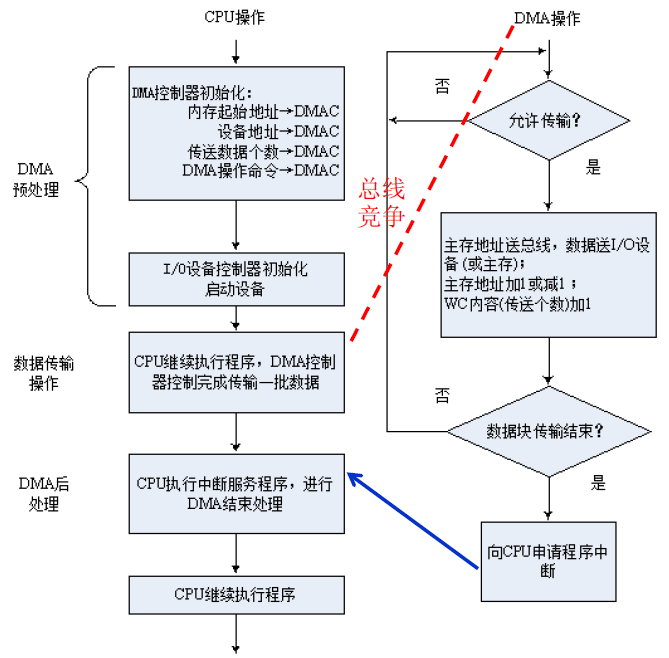 CPU操作
DMA控制器初始化:
内存起始地址→DMAC
设备地址→DMAC
传送数据个数→DMAC
DMA操作命令→DMAC
DMA
预处理
I/O设备控制器初始化
启动设备
数据传输
操作
CPU继续执行程序，DMA控制
器控制完成传输一批数据
DMA后
处理
CPU执行中断服务程序，进行
DMA结束处理
CPU继续执行程序
总线
竞争
DMA操作
否
允许传输?
是
主存地址送总线，数据送I/O设
备(或主存);
主存地址加1或减1;
WC内容(传送个数)加1
否
数据块传输结束?
是
向CPU申请程序中
断